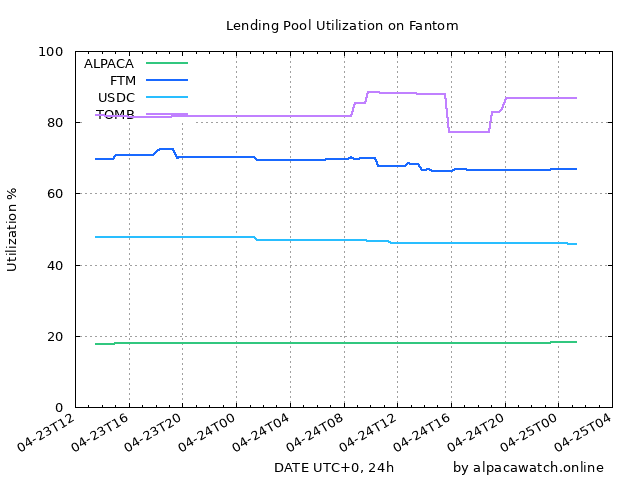 Lending Pool Utilization on Fantom
100
80
60
40
20
0
Utilization %
ALPACA
FTM
USDC
TOMB
04-23T12
04-23T16
04-23T20
04-24T00
04-24T04
04-24T08
04-24T12
04-24T16
04-24T20
04-25T00
04-25T04
DATE UTC+0, 24h
by alpacawatch.online